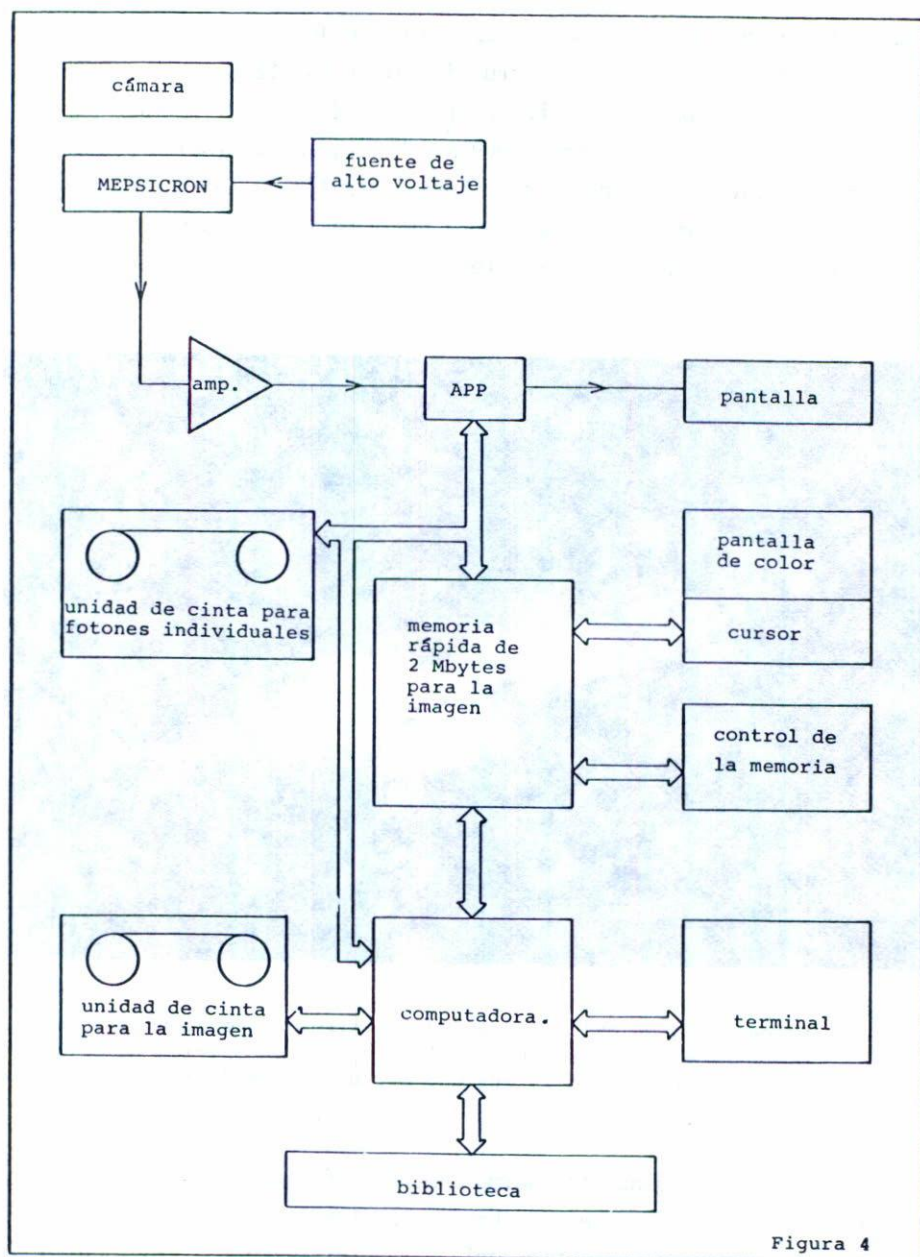 cámara
MEPSICRON
fuente de
alto voltaje
amp.
APP
pantalla
unidad de cinta para
fotones individuales
pantalla
de color
cursor
memoria
rápida de
2 Mbytes
para la
imagen
control de
la memoria
unidad de cinta
para la imagen
computadora.
terminal
biblioteca
Figura 4